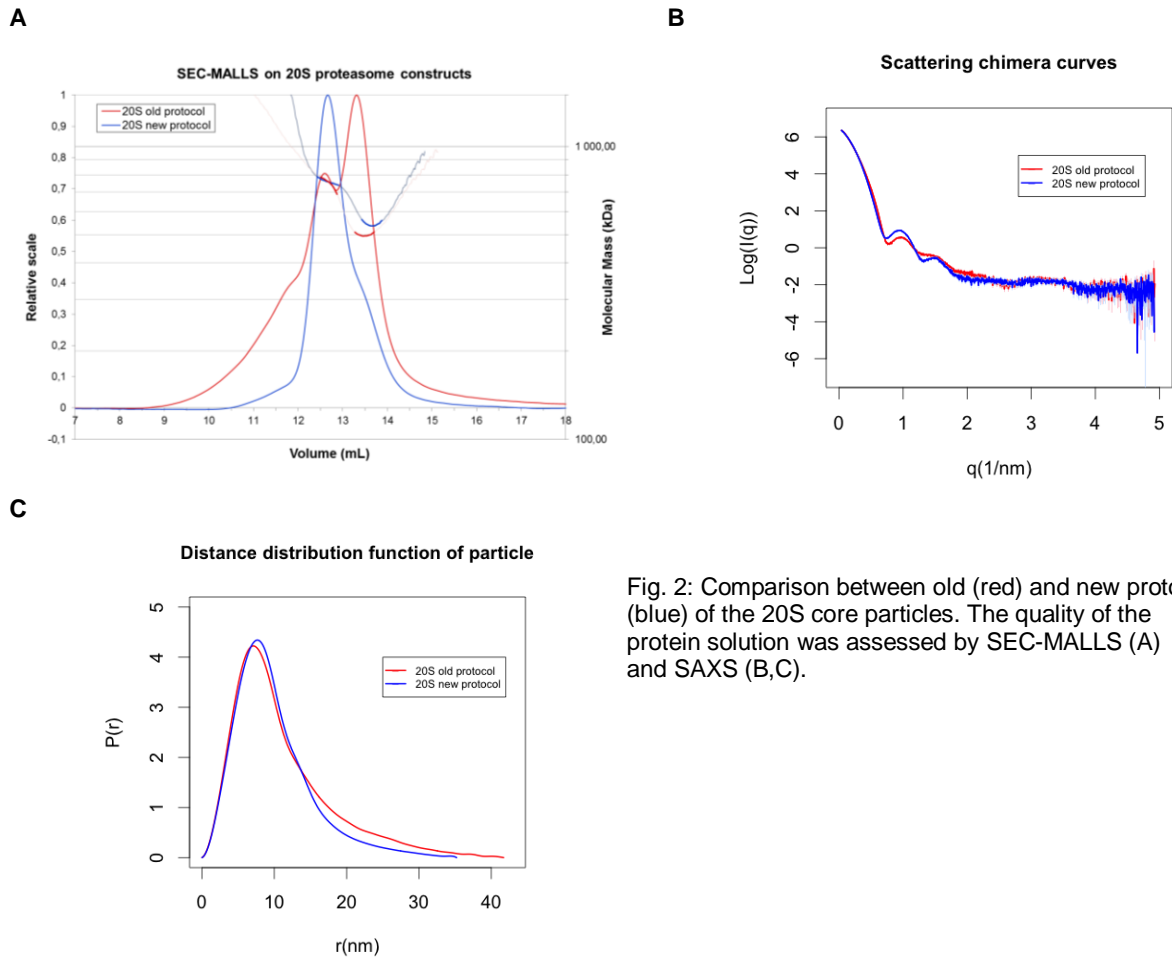 A
SEC-MALLS on 20S proteasome constructs
20S old protocol
20S new protocol
1
0,9
0,8
0,7
0,6
0,5
0,4
0,3
0,2
0,1
0
-0,1
Relative scale
7 8 9 10 11 12 13 14 15 16 17 18
Volume (mL)
1 000,00
100,00
Molecular Mass (kDa)
B
Scattering chimera curves
20S old protocol
20S new protocol
6
4
2
0
-2
-4
-6
Log(I(q))
0 1 2 3 4 5
q(1/nm)
C
Distance distribution function of particle
20S old protocol
20S new protocol
5
4
3
2
1
0
P(r)
0 10 20 30 40
r(nm)
Fig. 2: Comparison between old (red) and new proto
(blue) of the 20S core particles. The quality of the
protein solution was assessed by SEC-MALLS (A)
and SAXS (B,C).